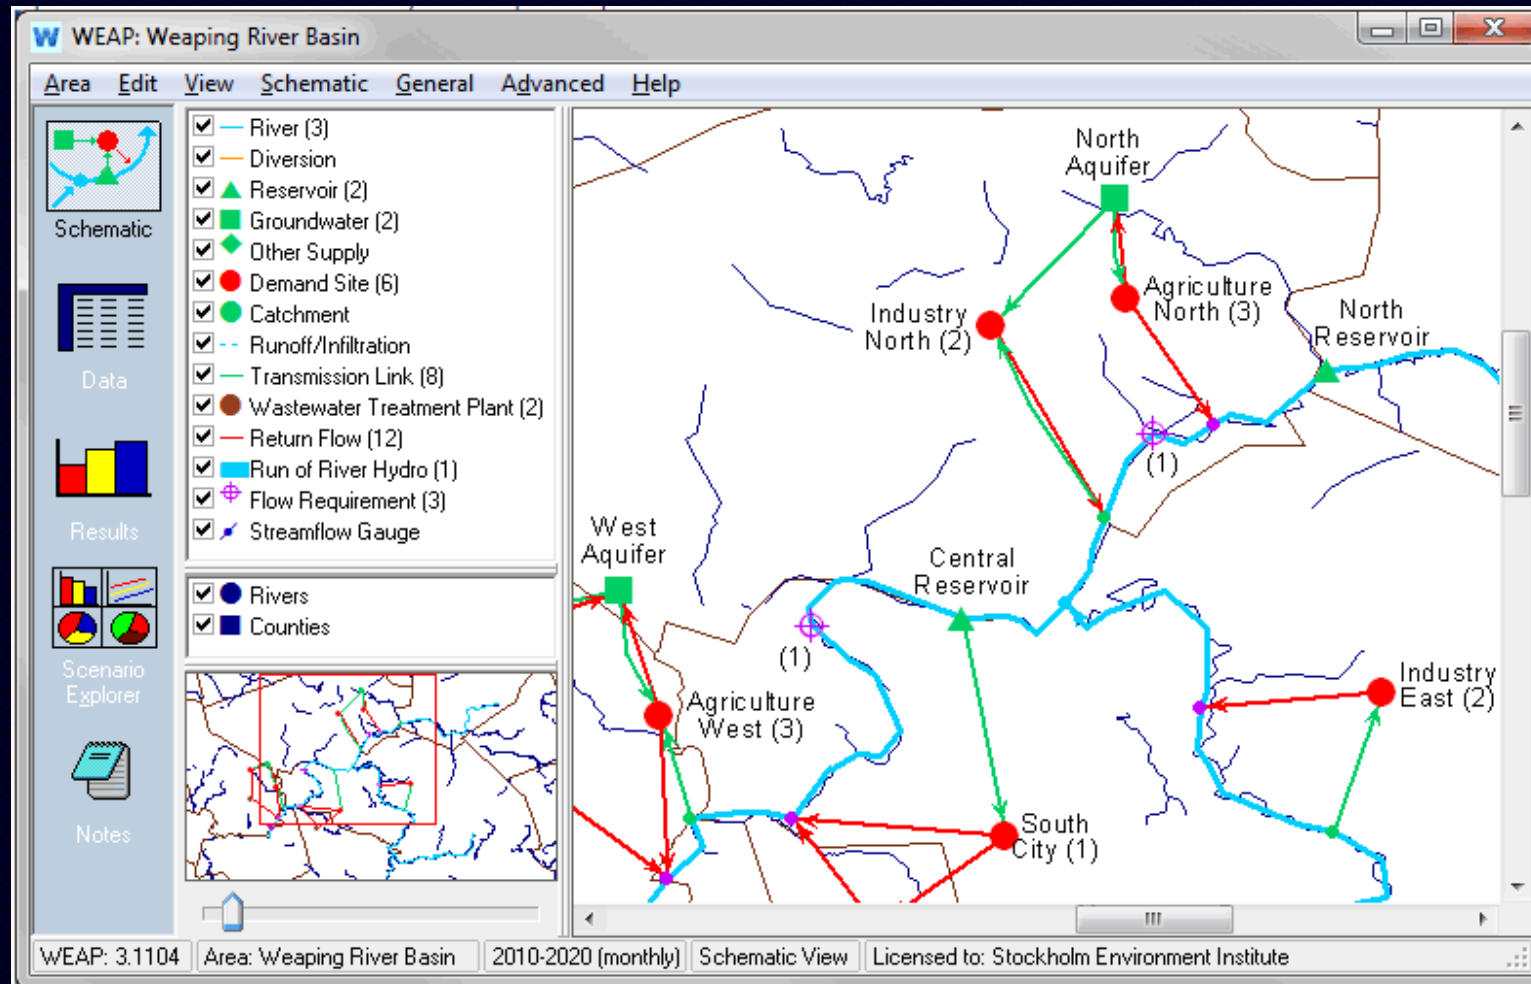 WEAP: Weaping River Basin
Area Edit View Schematic General Advanced Help
Schematic
Data
Results
Scenario
Explorer
Notes
River (3)
Diversion
Reservoir (2)
Groundwater (2)
Other Supply
Demand Site (6)
Catchment
Runoff/Infiltration
Transmission Link (8)
Wastewater Treatment Plant (2)
Return Flow (12)
Run of River Hydro (1)
Flow Requirement (3)
Streamflow Gauge
Rivers
Counties
North
Aquifer
Agriculture
North (3)
Industry
North (2)
North
Reservoir
(1)
West
Aquifer
Central
Reservoir
(1)
Agriculture
West (3)
Industry
East (2)
South
City (1)
WEAP: 3.1104 Area: Weaping River Basin 2010-2020 (monthly) Schematic View Licensed to: Stockholm Environment Institute